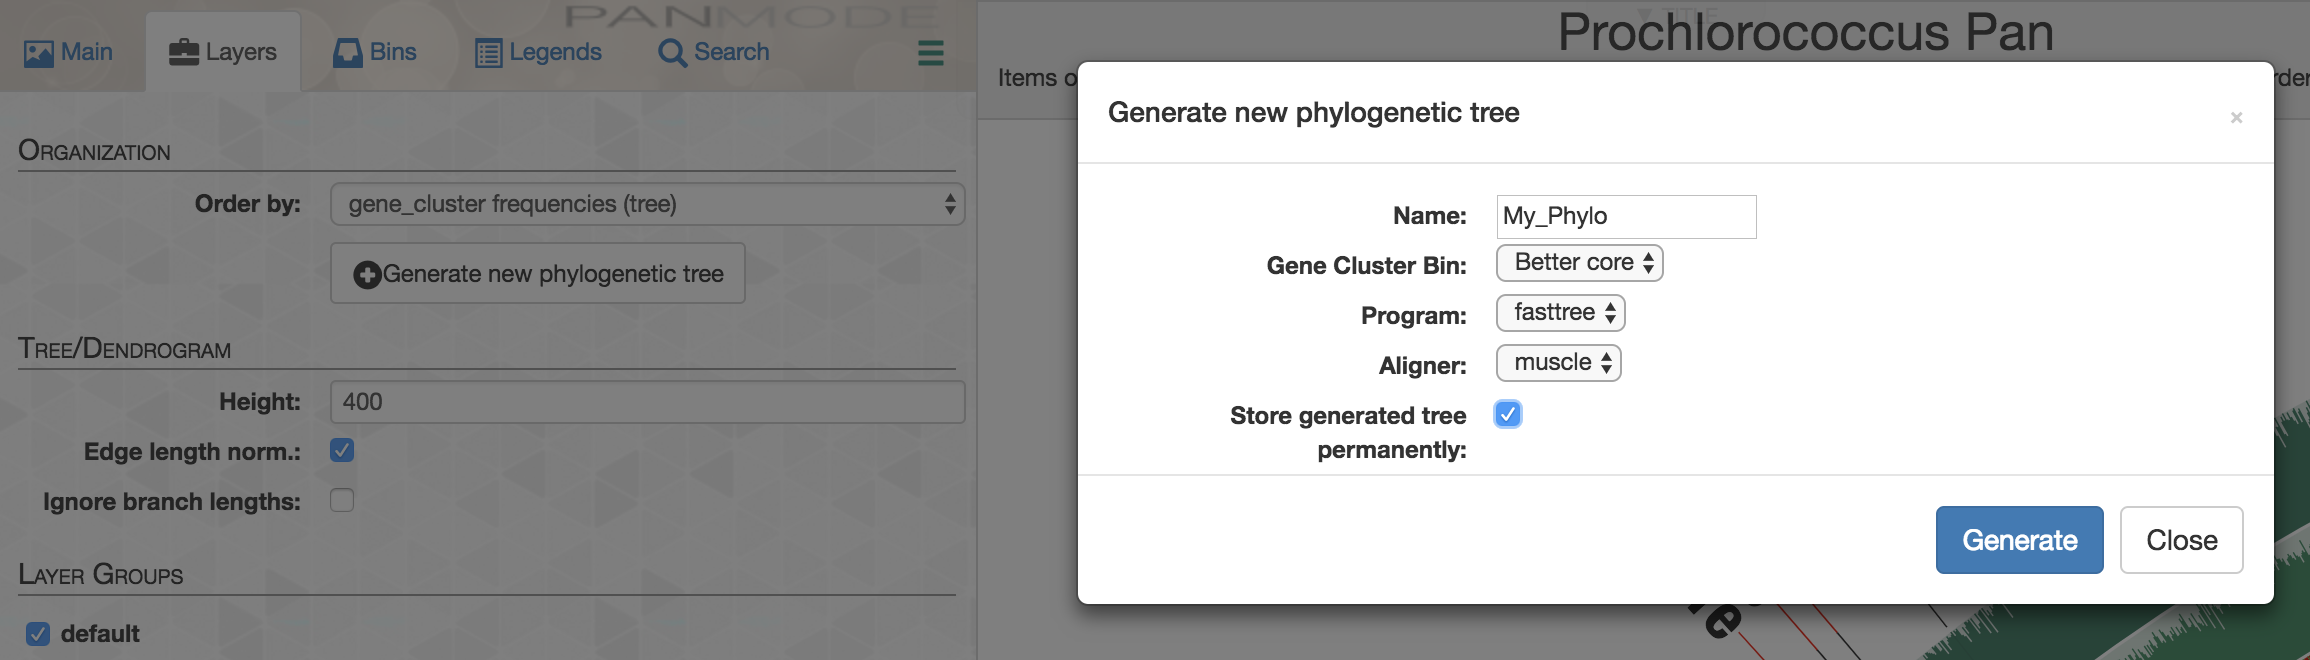 PANMODE
Main
Layers
Bins
Legends
Search
ORGANIZATION
Order by:
gene_cluster frequencies (tree)
Generate new phylogenetic tree
TREE/DENDROGRAM
Height:
400
Edge length norm.:
Ignore branch lengths:
LAYER GROUPS
default
▼ TITLE
Prochlorococcus Pan
Items o
rder
Generate new phylogenetic tree
×
Name:
My_Phylo
Gene Cluster Bin:
Better core
Program:
fasttree
Aligner:
muscle
Store generated tree
permanently:
Generate
Close